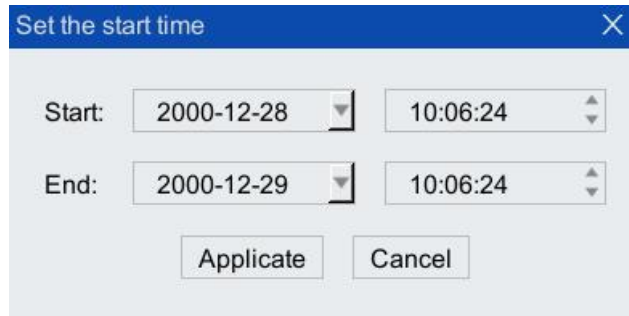 Set the start time
Start: 2000-12-28 10:06:24
End: 2000-12-29 10:06:24
Applicate Cancel